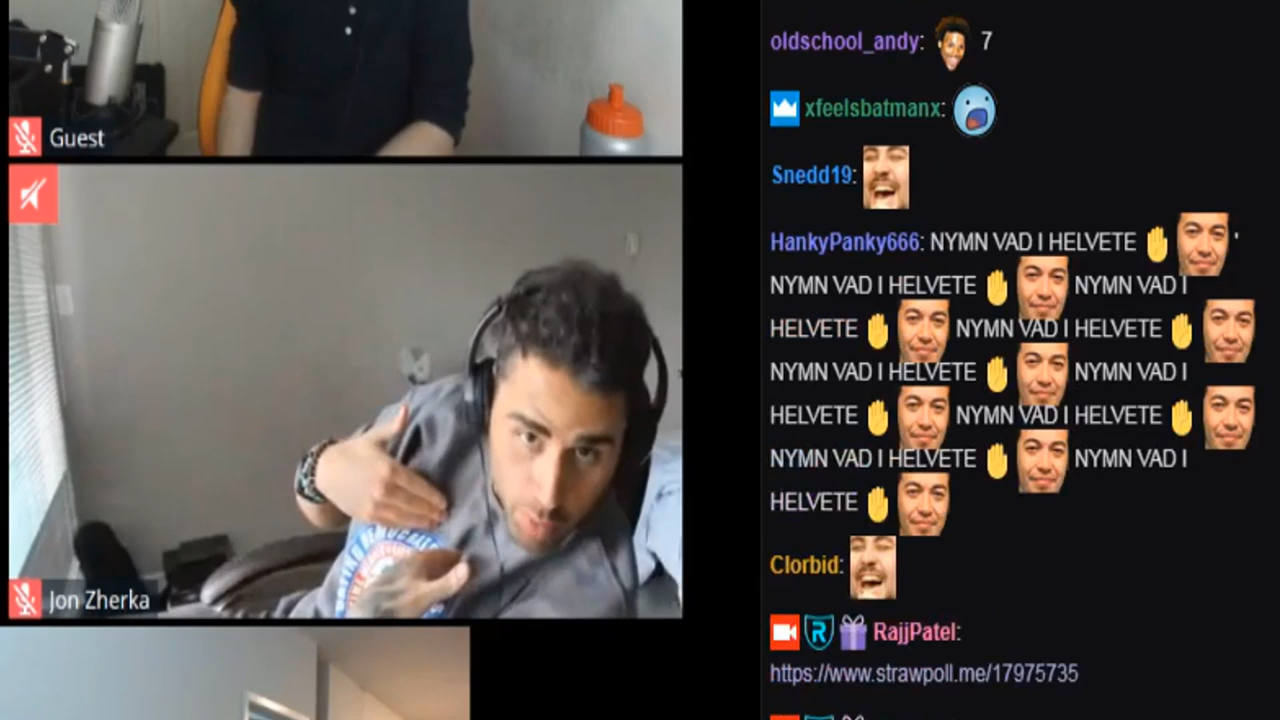 Guest
Jon Zherka
oldschool_andy: 7
xfeelsbatmanx:
Snedd19:
HankyPanky666: NYMN VAD I HELVETE '
NYMN VAD I HELVETE NYMN VAD I
HELVETE NYMN VAD I HELVETE
NYMN VAD I HELVETE NYMN VAD I
HELVETE NYMN VAD I HELVETE
NYMN VAD I HELVETE NYMN VAD I
HELVETE
Clorbid:
R RajjPatel:
https://www.strawpoll.me/17975735